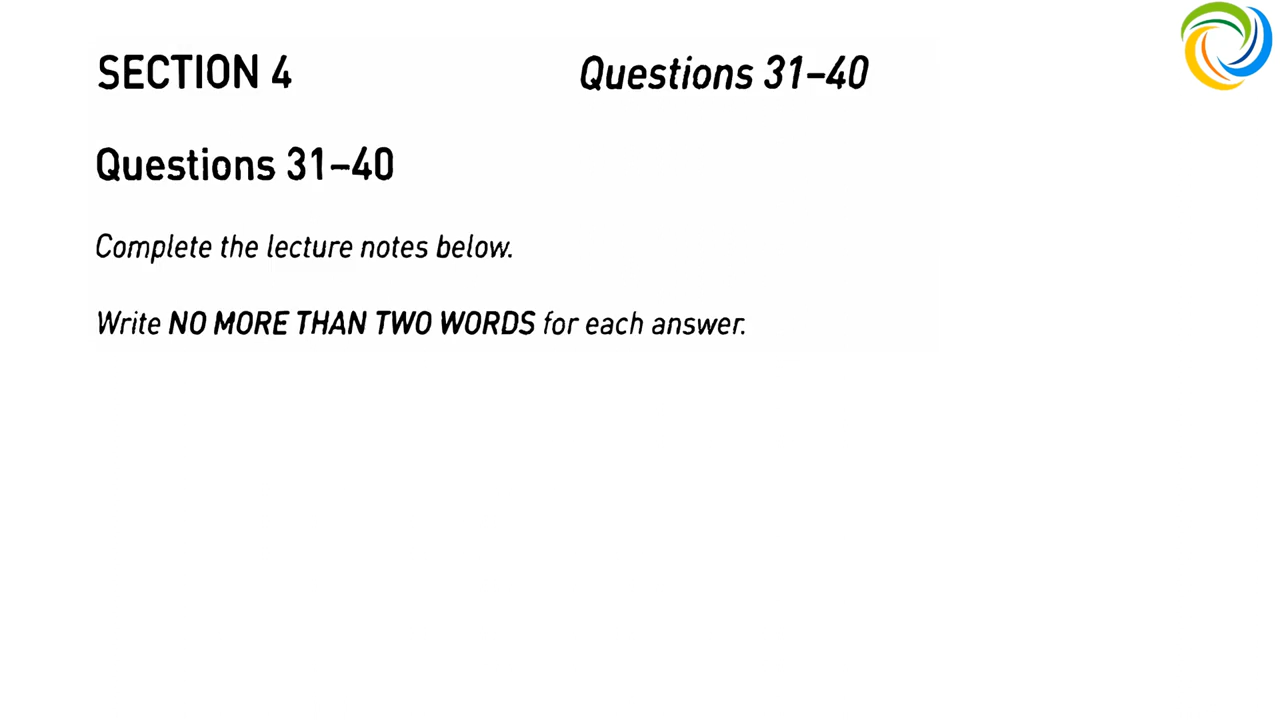 SECTION 4 Questions 31–40
Questions 31–40
Complete the lecture notes below.
Write NO MORE THAN TWO WORDS for each answer.